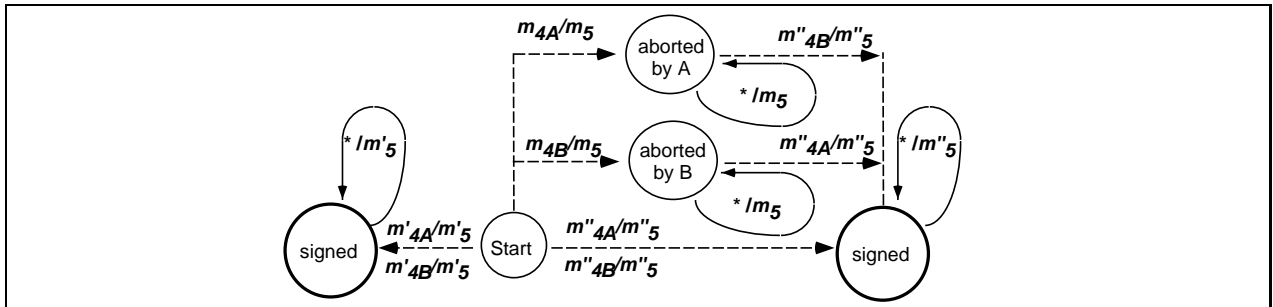 m4A/m5
aborted
by A
m"4B/m"5
* /m5
* /m'5
m4B/m5
aborted
by B
m"4A/m"5
* /m"5
* /m5
signed
m'4A/m'5
m'4B/m'5
Start
m"4A/m"5
m"4B/m"5
signed